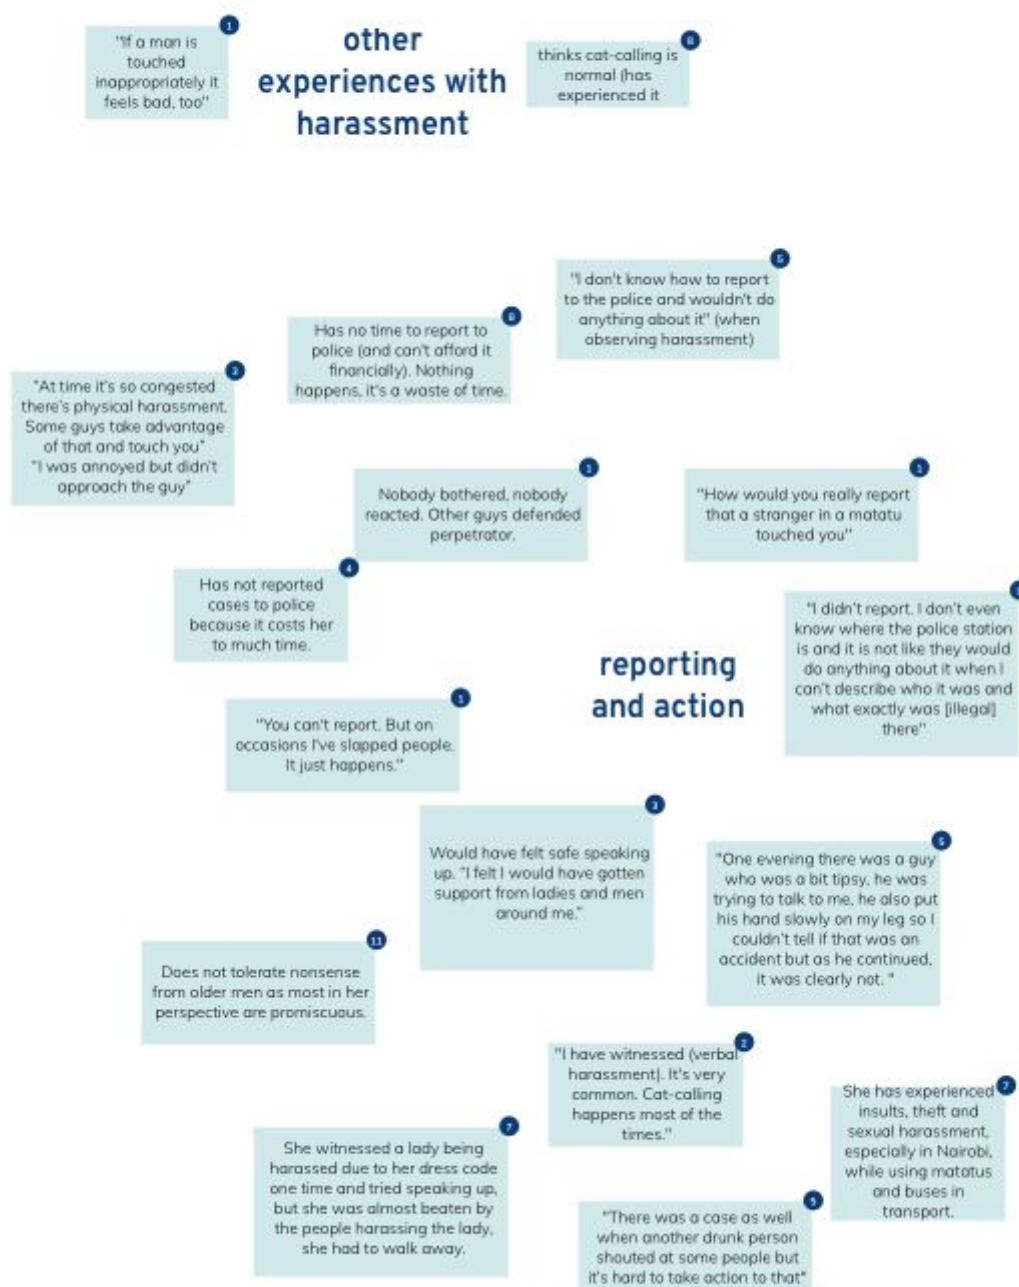 1
"If a man is
touched
inappropriately it
feels bad, too"
other
experiences with
harassment
8
thinks cat-calling is
normal (has
experienced it
5
"I don't know how to report
to the police and wouldn't do
anything about it" (when
observing harassment)
8
Has no time to report to
police (and can't afford it
financially). Nothing
happens, it's a waste of time.
"At time it's so congested
there's physical harassment.
Some guys take advantage
of that and touch you"
"I was annoyed but didn't
approach the guy"
1
Nobody bothered, nobody
reacted. Other guys defended
perpetrator.
1
"How would you really report
that a stranger in a matatu
touched you"
4
Has not reported
cases to police
because it costs her
to much time.
"I didn't report. I don't even
know where the police station
is and it is not like they would
do anything about it when I
can't describe who it was and
what exactly was [illegal]
there"
reporting
and action
1
"You can't report. But on
occasions I've slapped people.
It just happens."
3
Would have felt safe speaking
up. "I felt I would have gotten
support from ladies and men
around me."
5
"One evening there was a guy
who was a bit tipsy, he was
trying to talk to me, he also put
his hand slowly on my leg so I
couldn't tell if that was an
accident but as he continued,
it was clearly not. "
11
Does not tolerate nonsense
from older men as most in her
perspective are promiscuous.
2
"I have witnessed (verbal
harassment). It's very
common. Cat-calling
happens most of the
times."
7
She has experienced
insults, theft and
sexual harassment,
especially in Nairobi,
while using matatus
and buses in
transport.
7
She witnessed a lady being
harassed due to her dress code
one time and tried speaking up,
but she was almost beaten by
the people harassing the lady,
she had to walk away.
5
"There was a case as well
when another drunk person
shouted at some people but
it's hard to take action to that"